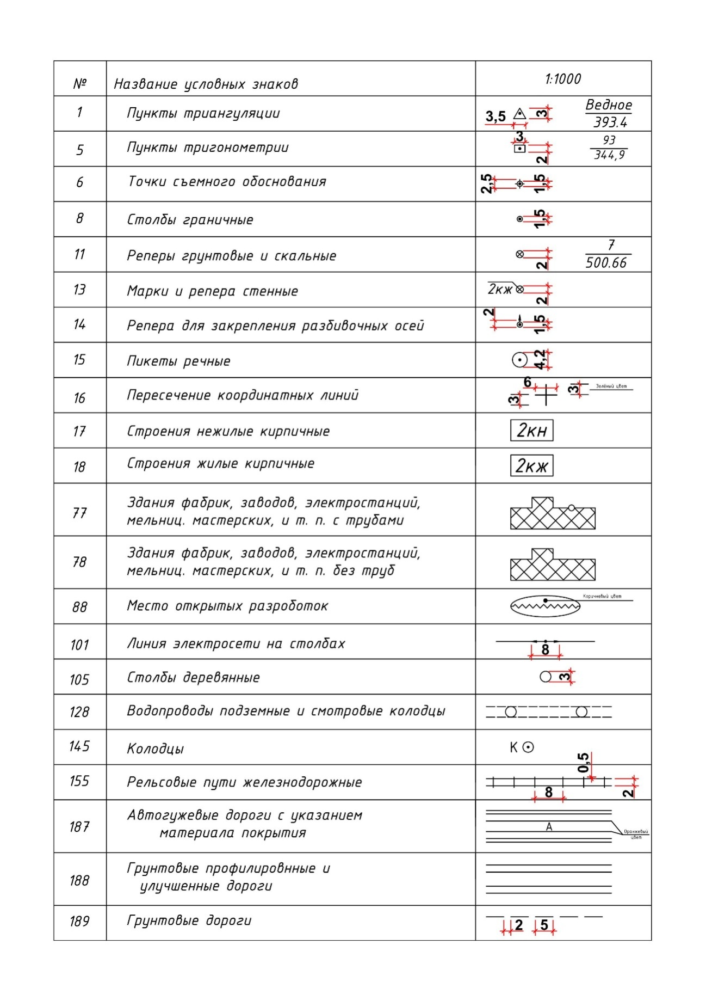 № Название условных знаков 1:1000
1 Пункты триангуляции 3,5 3 Ведное
393.4
5 Пункты тригонометрии 3 2 93
344,9
6 Точки съемного обоснования 2,5 1,5
8 Столбы граничные 1,5
11 Реперы грунтовые и скальные 2 7
500.66
13 Марки и репера стенные 2кж 2
14 Репера для закрепления разбивочных осей 2 1,5
15 Пикеты речные 4,2
16 Пересечение координатных линий 3 6 3 Зелёный цвет
17 Строения нежилые кирпичные 2кн
18 Строения жилые кирпичные 2кж
77 Здания фабрик, заводов, электростанций,
мельниц. мастерских, и т. п. с трубами
78 Здания фабрик, заводов, электростанций,
мельниц. мастерских, и т. п. без труб
88 Место открытых разроботок Коричневый цвет
101 Линия электросети на столбах 8
105 Столбы деревянные 3
128 Водопроводы подземные и смотровые колодцы
145 Колодцы К
155 Рельсовые пути железнодорожные 8 0,5 2
187 Автогужевые дороги с указанием
материала покрытия А Оранжевый
цвет
188 Грунтовые профилировнные и
улучшенные дороги
189 Грунтовые дороги 2 5